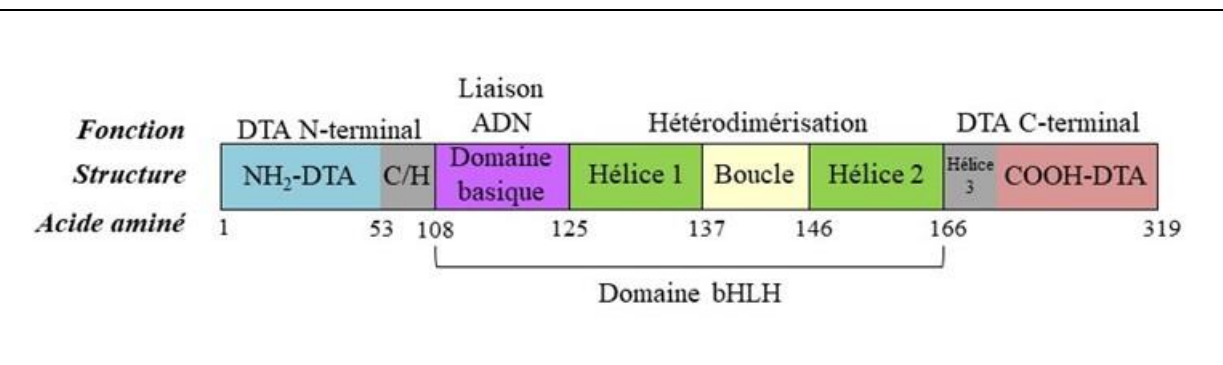 Liaison
Fonction DTA N-terminal ADN Hétérodimérisation DTA C-terminal
Structure NH₂-DTA C/H Domaine basique Hélice 1 Boucle Hélice 2 Hélice 3 COOH-DTA
Acide aminé 1 53 108 125 137 146 166 319
Domaine bHLH